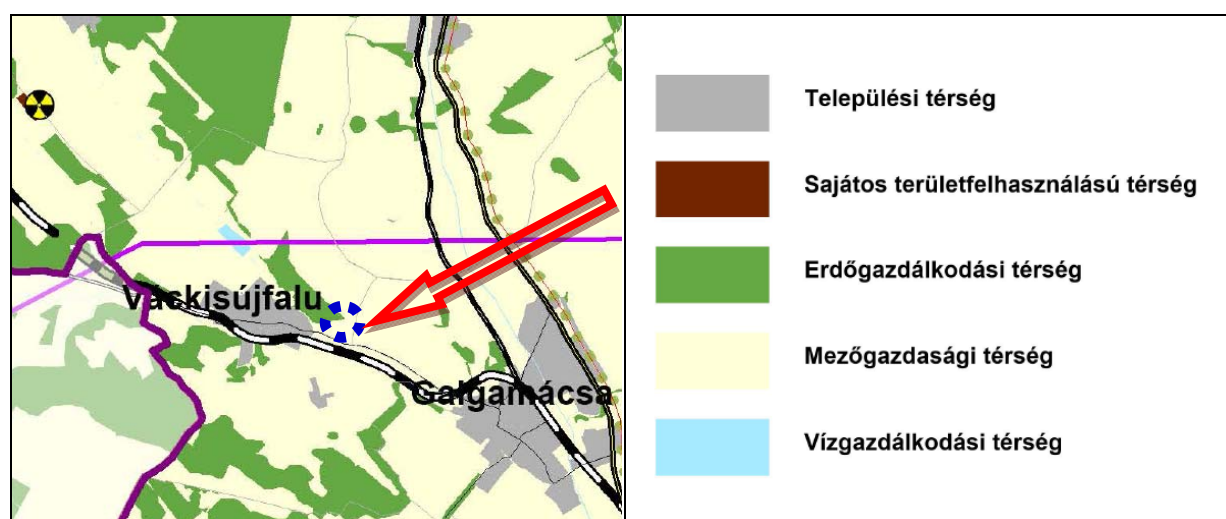 Váckisújfalu
Galgamácsa
Települési térség
Sajátos területfelhasználású térség
Erdőgazdálkodási térség
Mezőgazdasági térség
Vízgazdálkodási térség